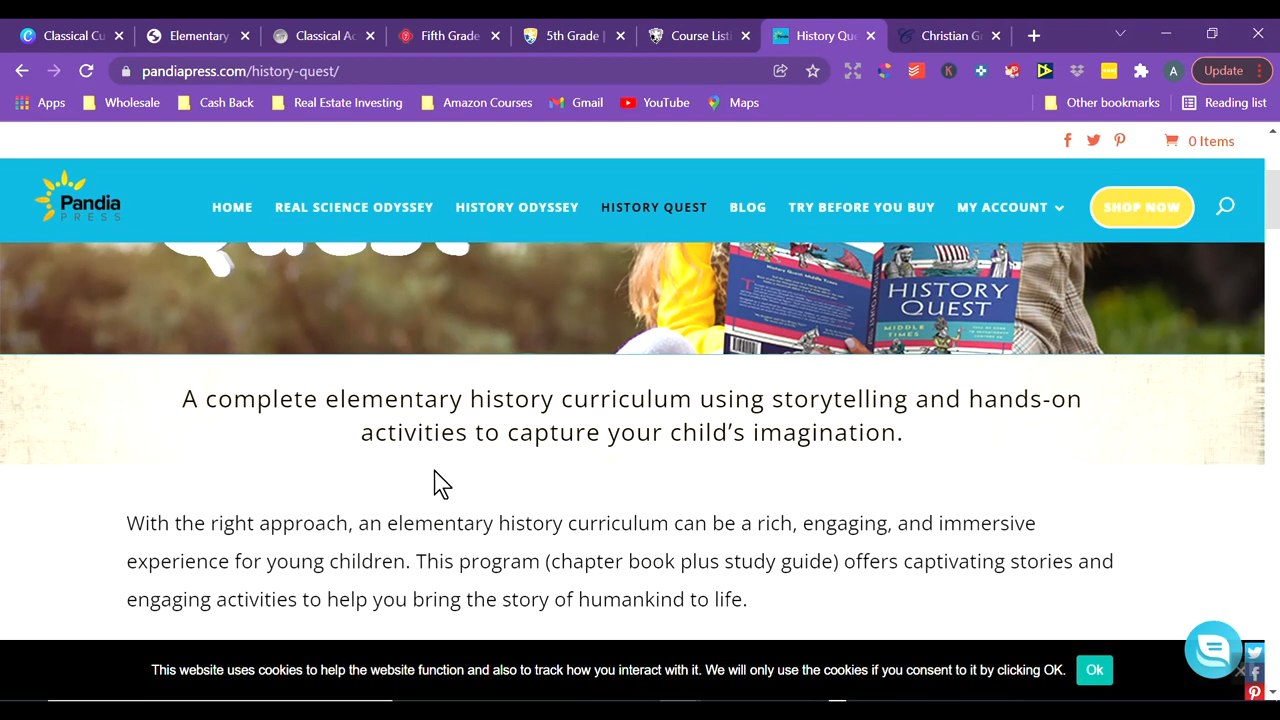 Classical Cu
Elementary
Classical Ac
Fifth Grade
5th Grade |
Course Listi
History Que
Christian Gr
pandiapress.com/history-quest/
A
Update
Apps
Wholesale
Cash Back
Real Estate Investing
Amazon Courses
Gmail
YouTube
Maps
Other bookmarks
Reading list
0 Items
Pandia
PRESS
HOME
REAL SCIENCE ODYSSEY
HISTORY ODYSSEY
HISTORY QUEST
BLOG
TRY BEFORE YOU BUY
MY ACCOUNT
SHOP NOW
Quest
History Quest Middle Times
HISTORY
QUEST
MIDDLE
TIMES
A complete elementary history curriculum using storytelling and hands-on
activities to capture your child's imagination.
With the right approach, an elementary history curriculum can be a rich, engaging, and immersive
experience for young children. This program (chapter book plus study guide) offers captivating stories and
engaging activities to help you bring the story of humankind to life.
This website uses cookies to help the website function and also to track how you interact with it. We will only use the cookies if you consent to it by clicking OK.
Ok